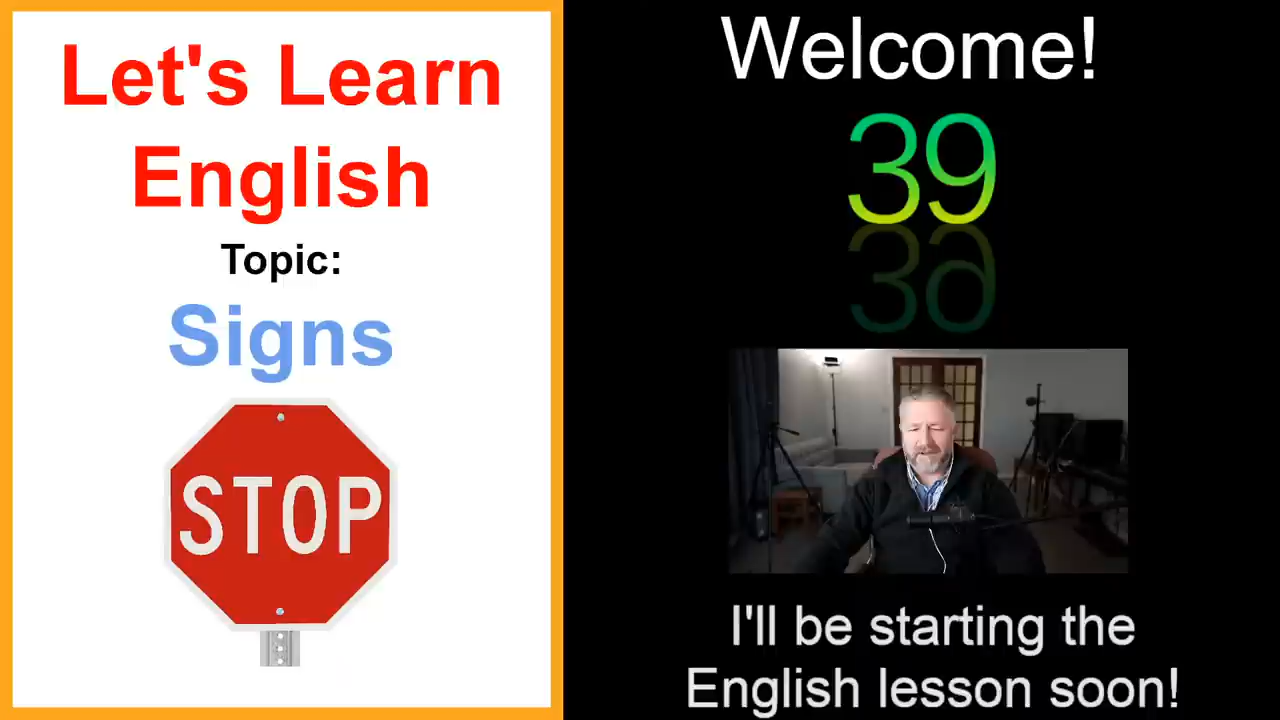 Let's Learn
English
Topic:
Signs
STOP
Welcome!
39
I'll be starting the
English lesson soon!